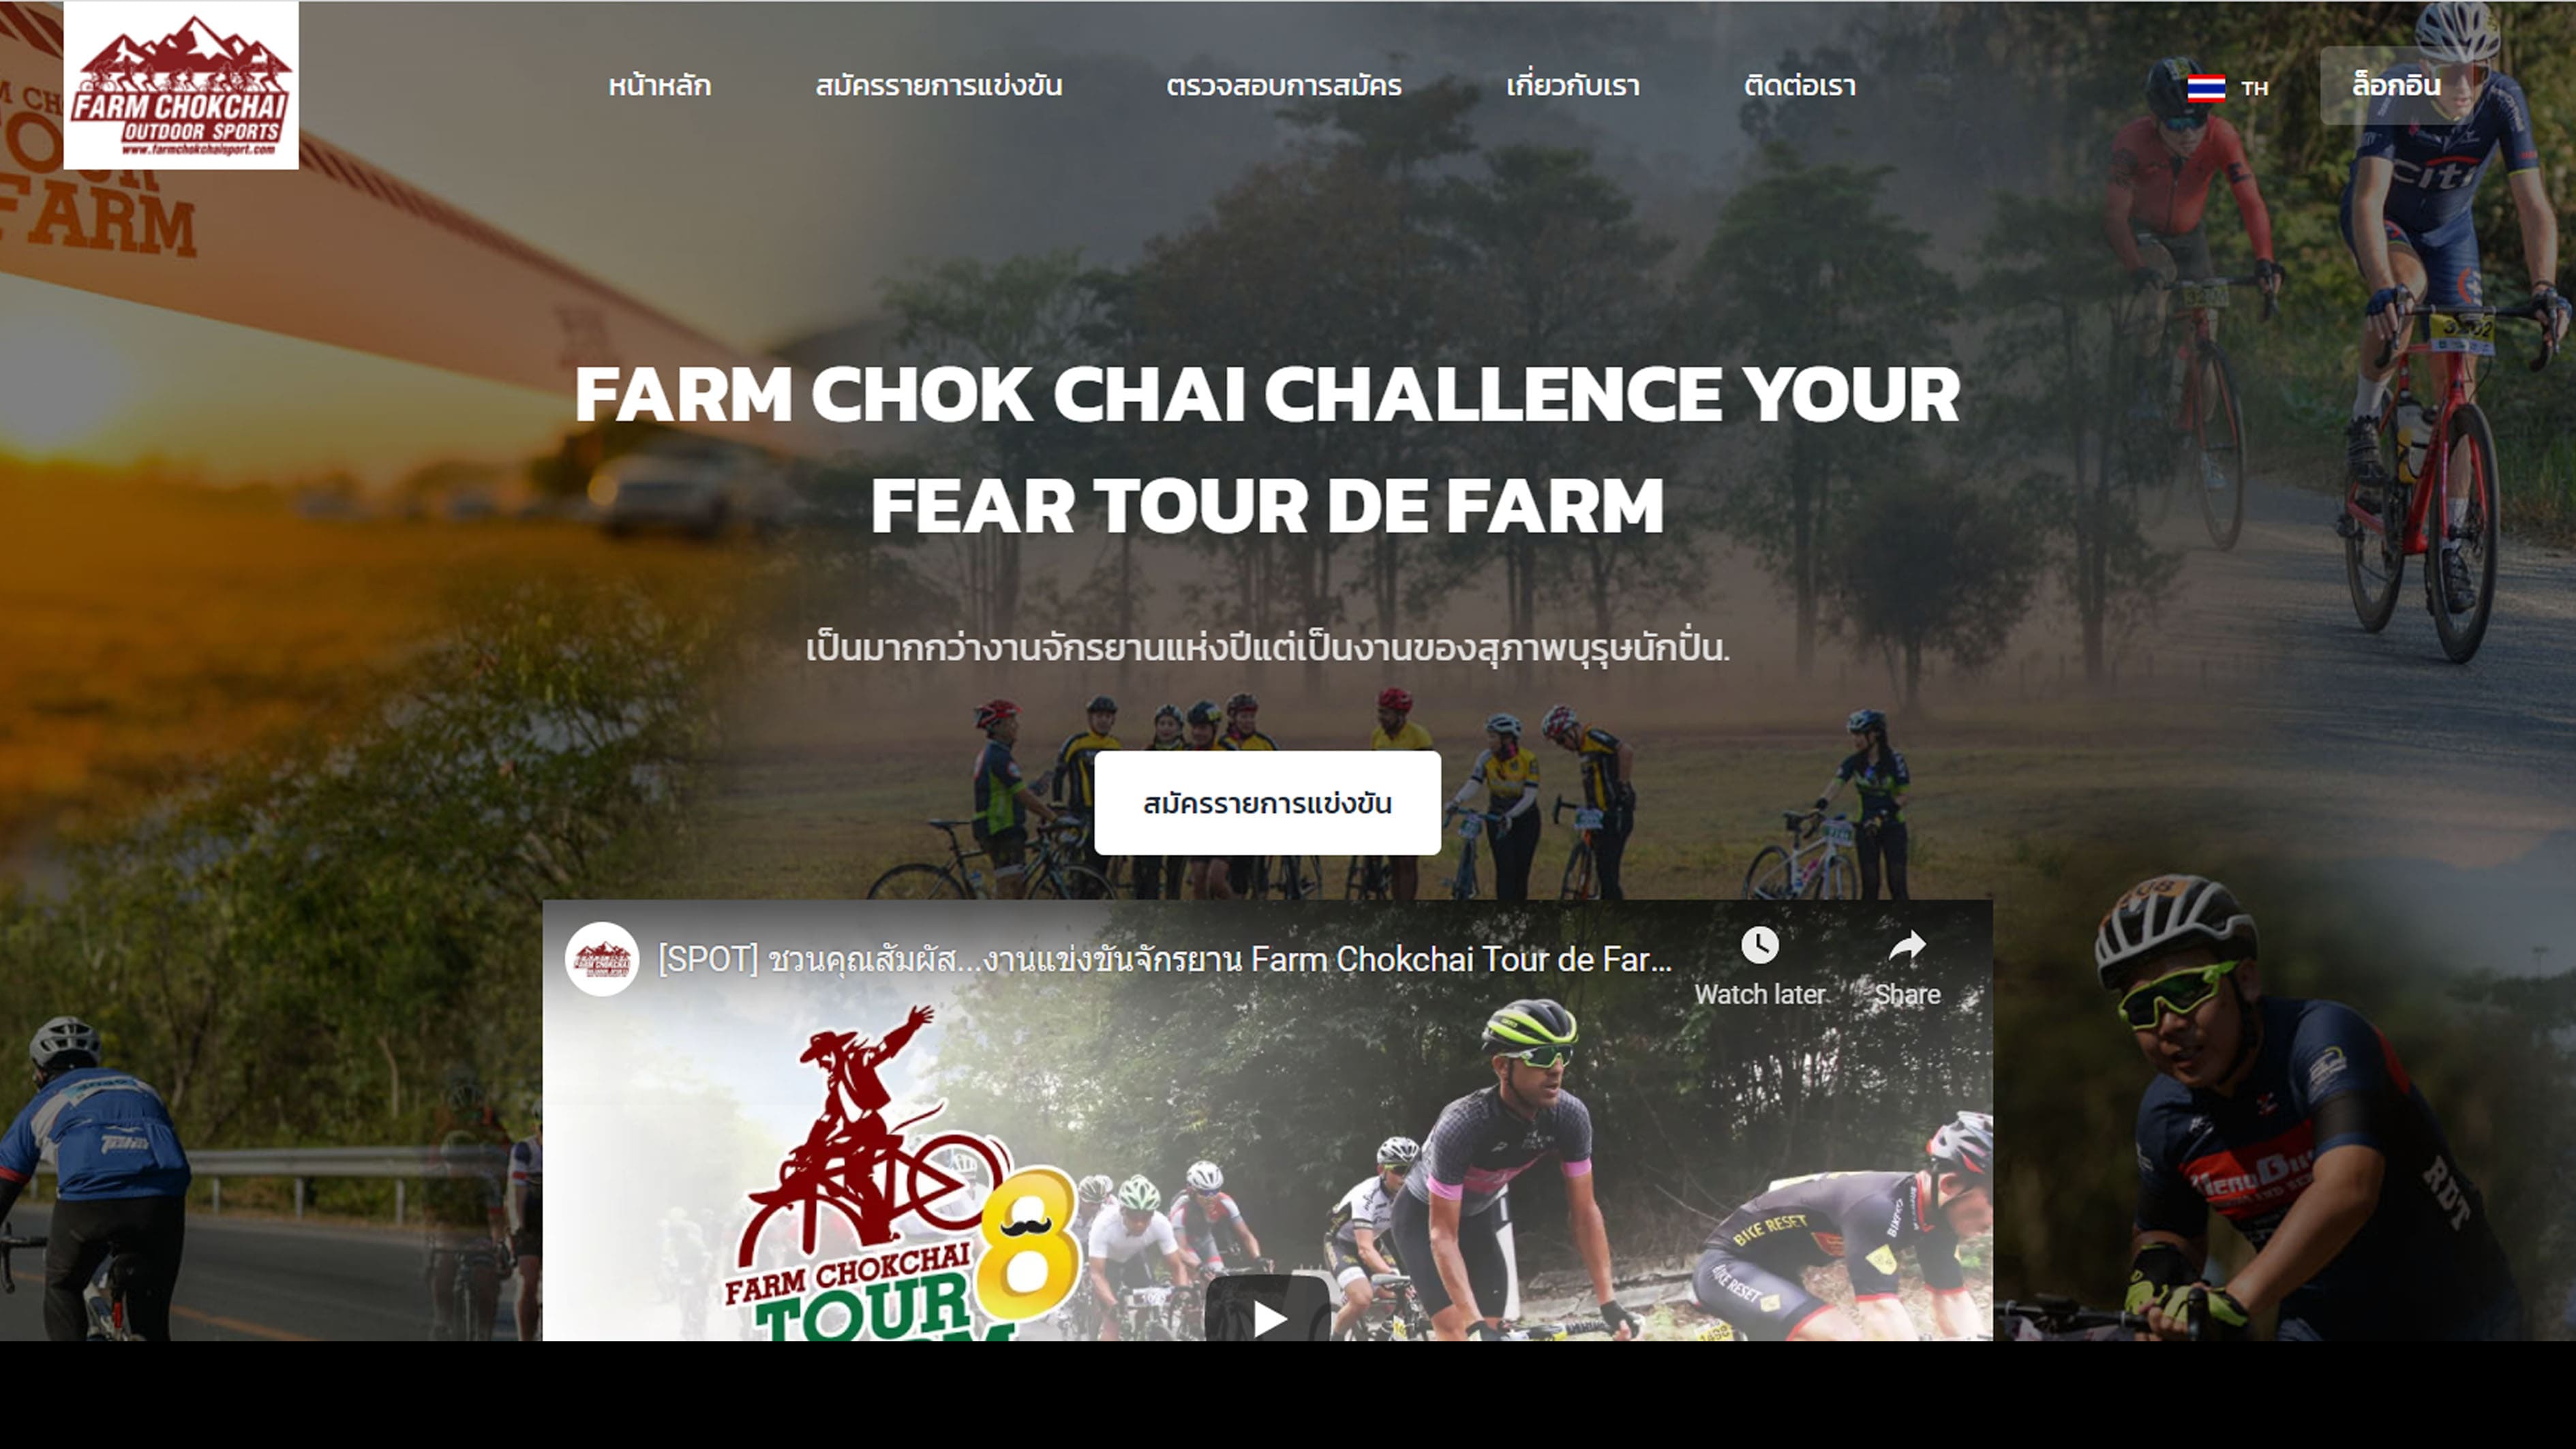 FARM CHOKCHAI
OUTDOOR SPORTS
www.farmchokchaisport.com
หน้าหลัก
สมัครรายการแข่งขัน
ตรวจสอบการสมัคร
เกี่ยวกับเรา
ติดต่อเรา
TH
ล็อกอิน
FARM
citi
FARM CHOK CHAI CHALLENCE YOUR
FEAR TOUR DE FARM
เป็นมากกว่างานจักรยานแห่งปีแต่เป็นงานของสุภาพบุรุษนักปั่น.
สมัครรายการแข่งขัน
[SPOT] ชวนคุณสัมผัส...งานแข่งขันจักรยาน Farm Chokchai Tour de Far...
Watch later
Share
FARM CHOKCHAI
TOUR
8
BIKE RESET
BIKE RESET
RDT